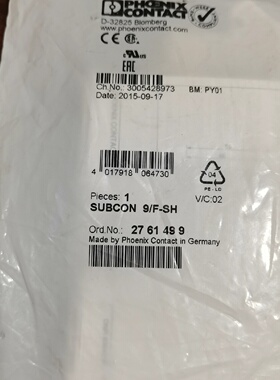 PHOENIX
CONTACT
D-32825 Blomberg
phoenixcontact.com
CE
EAC
Ch.No. 3005428973
BM: PY01
Date: 2015-09-17
4 017918 064730
04
PE - LD
Pieces: 1
V/C:02
SUBCON 9/F-SH
Ord.No.: 27 61 49 9
Made by Phoenix Contact in Germany